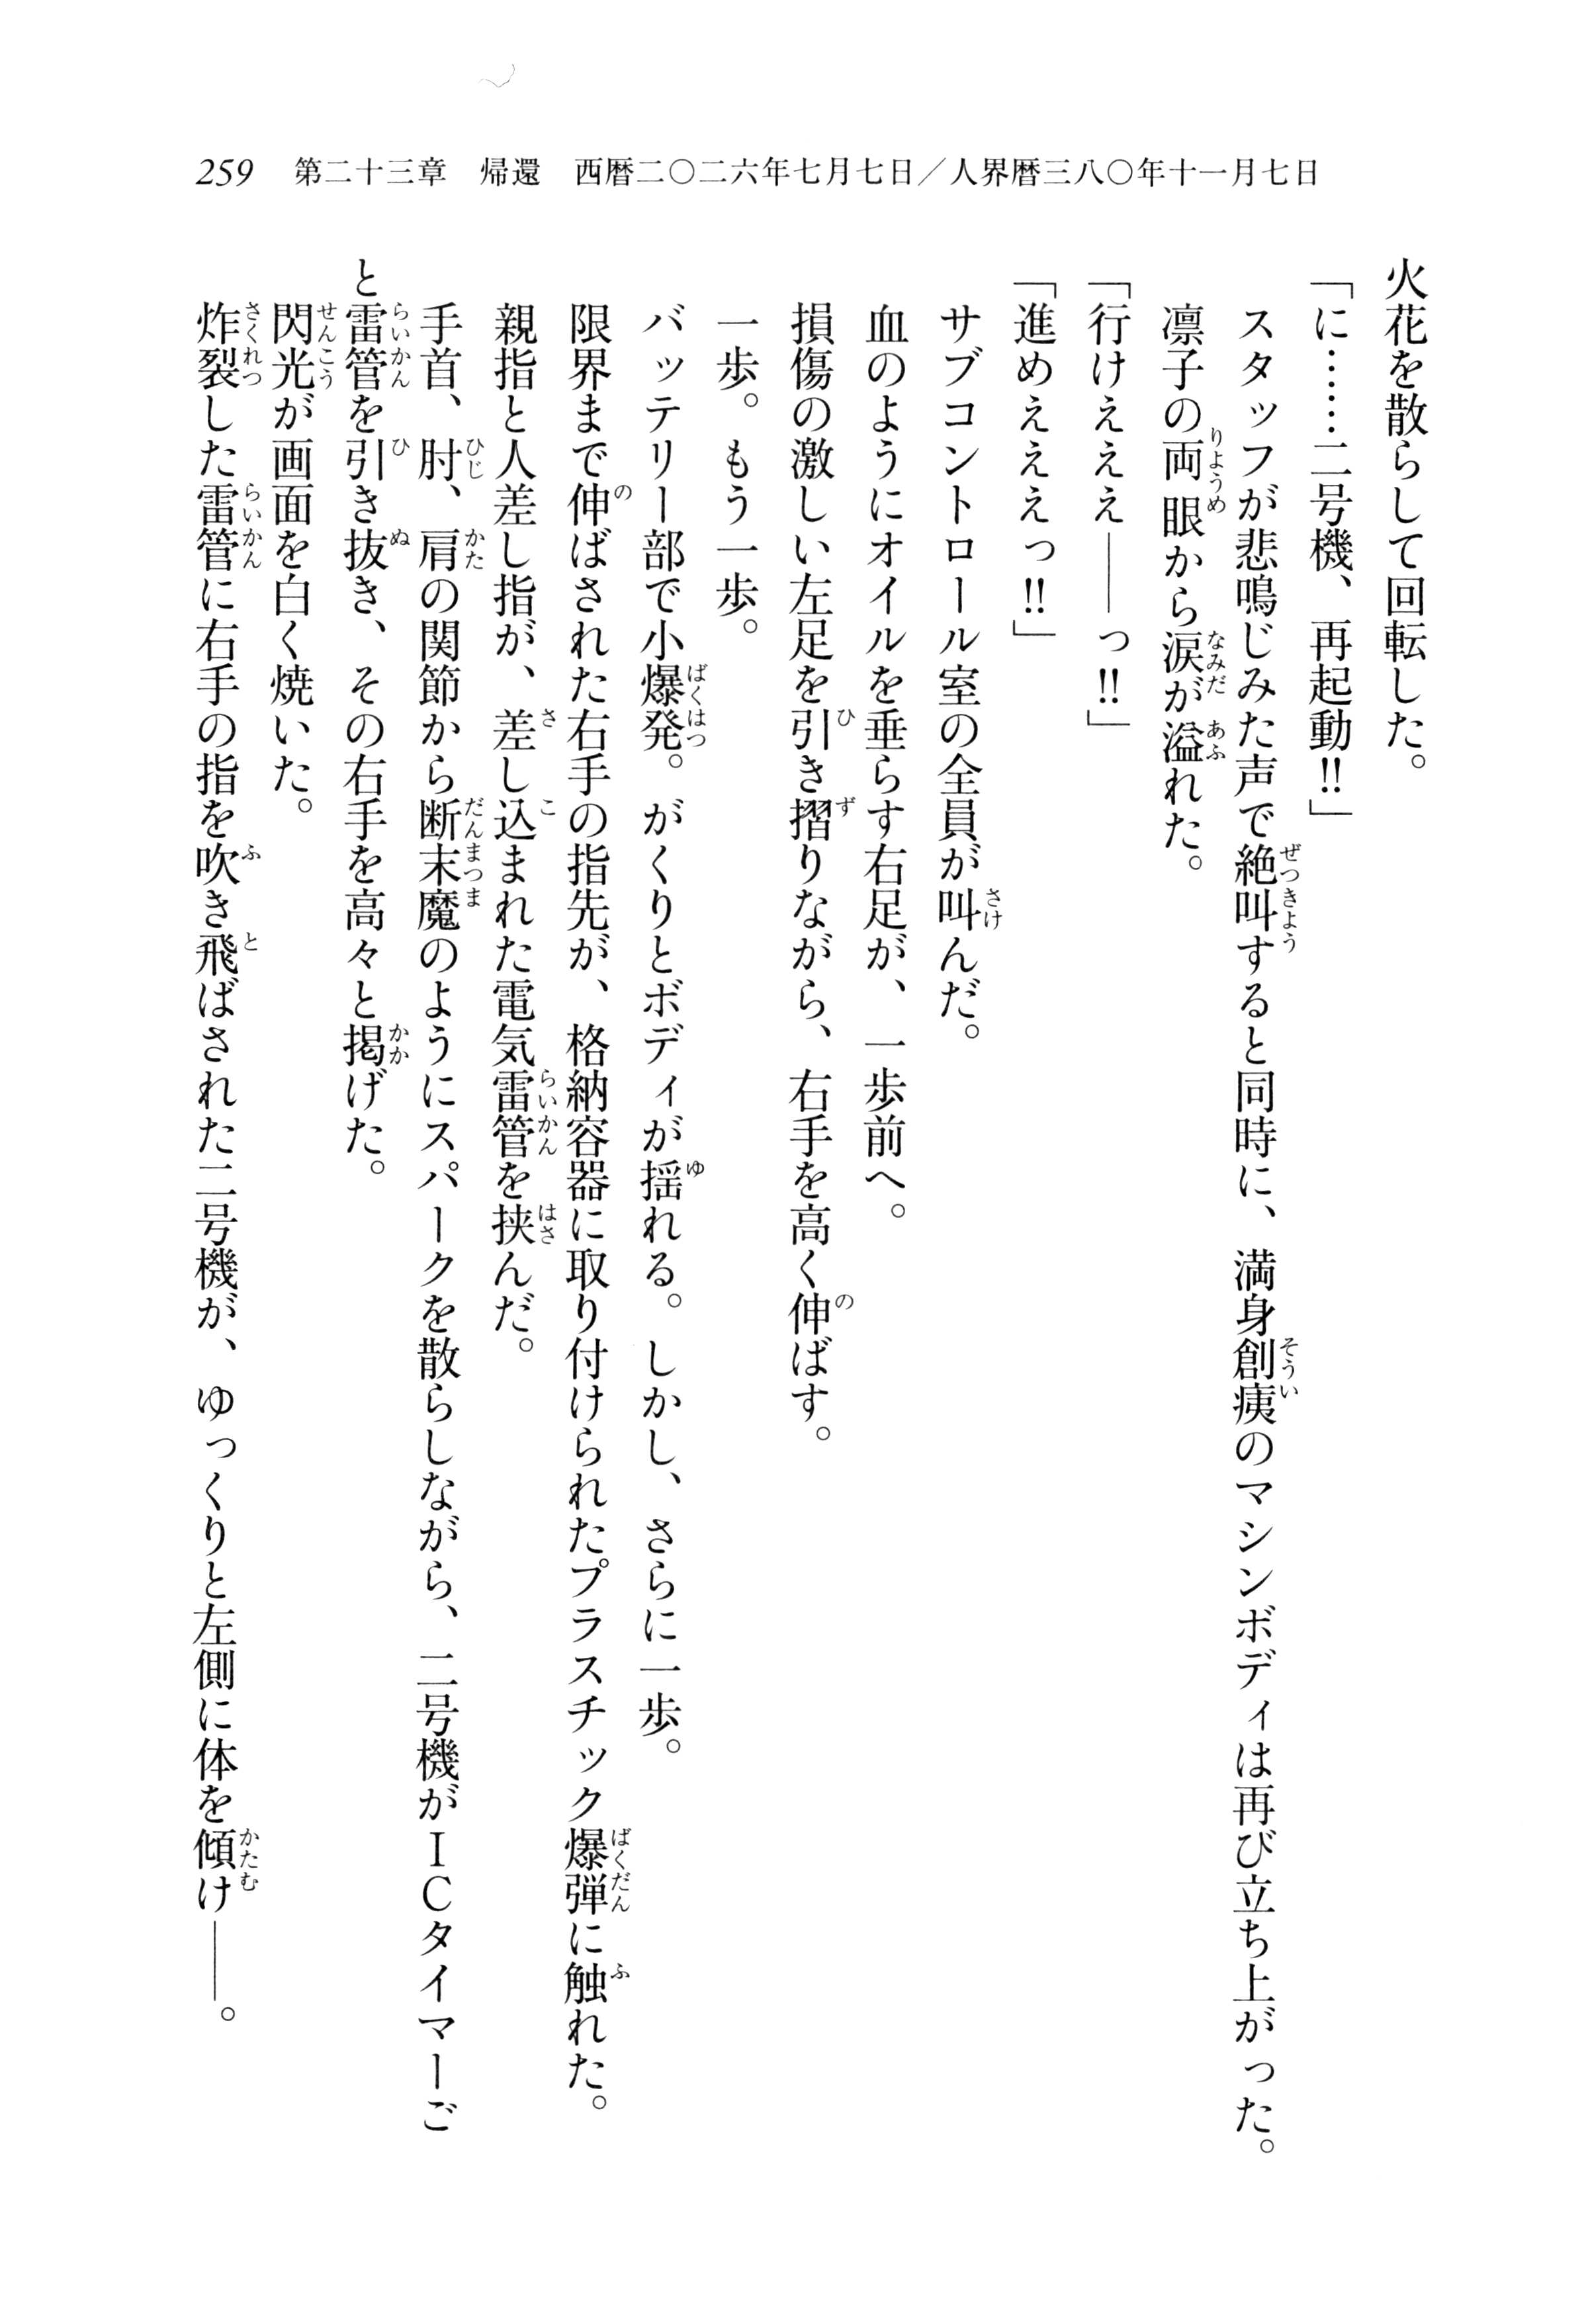 259　第二十三章　帰還　西暦二〇二六年七月七日／人界暦三八〇年十一月七日
火花を散らして回転した。
「に……二号機、再起動‼」
スタッフが悲鳴じみた声で絶叫すると同時に、満身創痍のマシンボディは再び立ち上がった。
凛子の両眼から涙が溢れた。
「行けえええ――っ‼」
「進めええええっ‼」
サブコントロール室の全員が叫んだ。
血のようにオイルを垂らす右足が、一歩前へ。
損傷の激しい左足を引き摺りながら、右手を高く伸ばす。
一歩。もう一歩。
バッテリー部で小爆発。がくりとボディが揺れる。しかし、さらに一歩。
限界まで伸ばされた右手の指先が、格納容器に取り付けられたプラスチック爆弾に触れた。
親指と人差し指が、差し込まれた電気雷管を挟んだ。
手首、肘、肩の関節から断末魔のようにスパークを散らしながら、二号機がＩＣタイマーご
と雷管を引き抜き、その右手を高々と掲げた。
閃光が画面を白く焼いた。
炸裂した雷管に右手の指を吹き飛ばされた二号機が、ゆっくりと左側に体を傾け――。